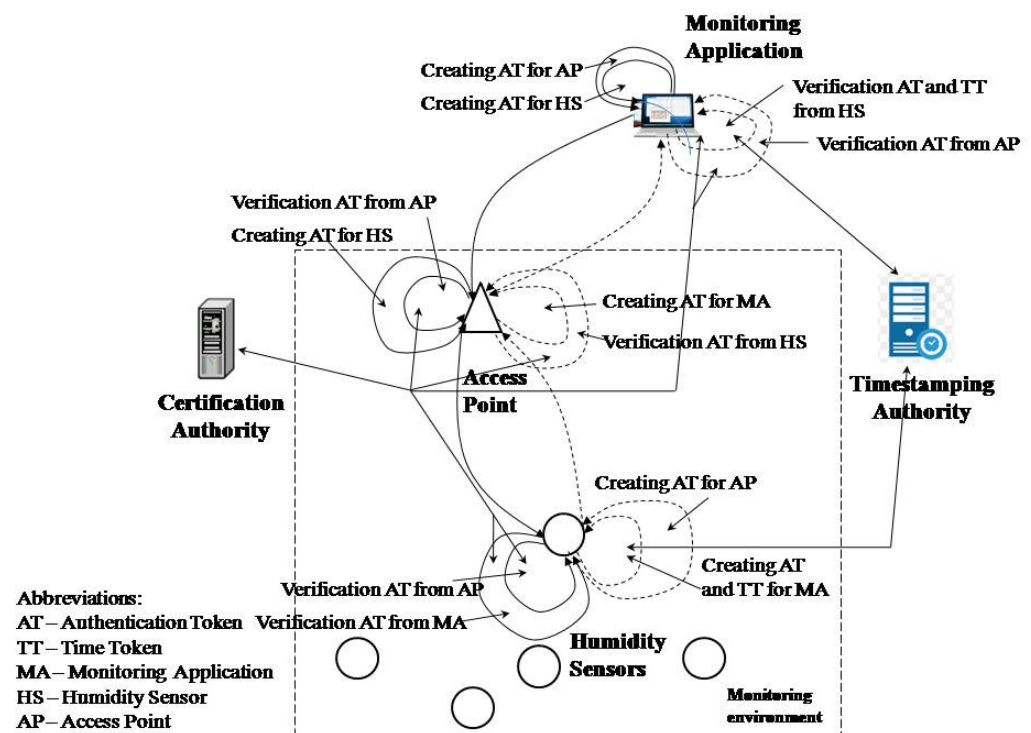 Monitoring
Application
Creating AT for AP
Creating AT for HS
Verification AT and TT
from HS
Verification AT from AP
Verification AT from AP
Creating AT for HS
Creating AT for MA
Verification AT from HS
Access
Point
Certification
Authority
Timestamping
Authority
Creating AT for AP
Creating AT
and TT for MA
Verification AT from AP
Verification AT from MA
Humidity
Sensors
Monitoring
environment
Abbreviations:
AT – Authentication Token
TT – Time Token
MA – Monitoring Application
HS – Humidity Sensor
AP – Access Point